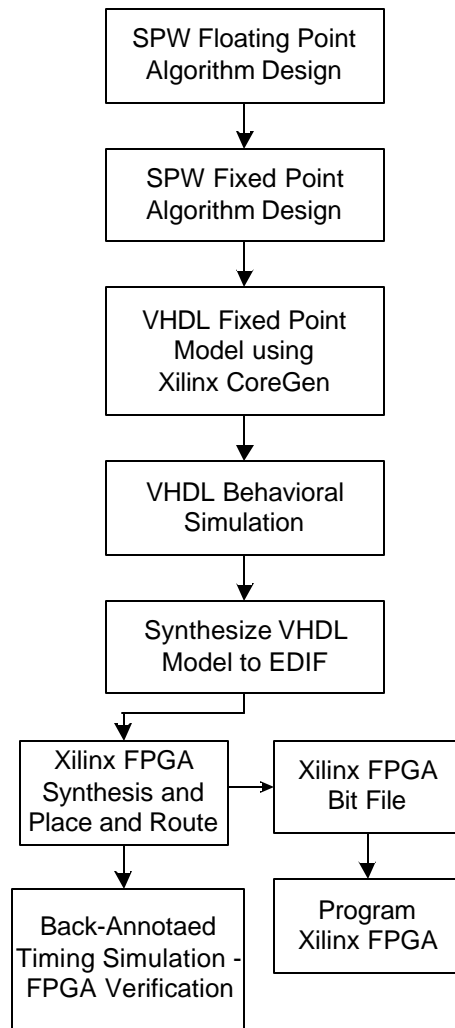 SPW Floating Point
Algorithm Design
SPW Fixed Point
Algorithm Design
VHDL Fixed Point
Model using
Xilinx CoreGen
VHDL Behavioral
Simulation
Synthesize VHDL
Model to EDIF
Xilinx FPGA
Synthesis and
Place and Route
Xilinx FPGA
Bit File
Back-Annotaed
Timing Simulation -
FPGA Verification
Program
Xilinx FPGA